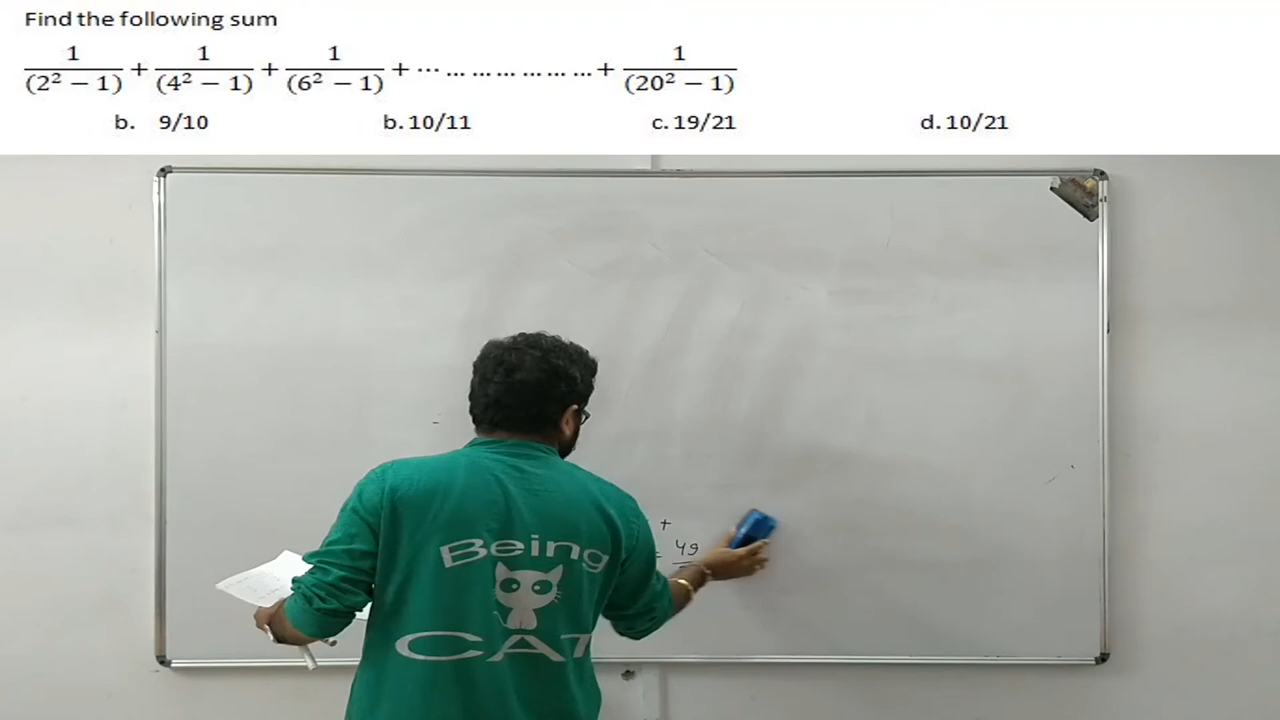 Find the following sum
1/(2² − 1) + 1/(4² − 1) + 1/(6² − 1) + ⋯ ... ... ... ... ... ... + 1/(20² − 1)
b. 9/10 b. 10/11 c. 19/21 d. 10/21
+
= 49
Being
CAT